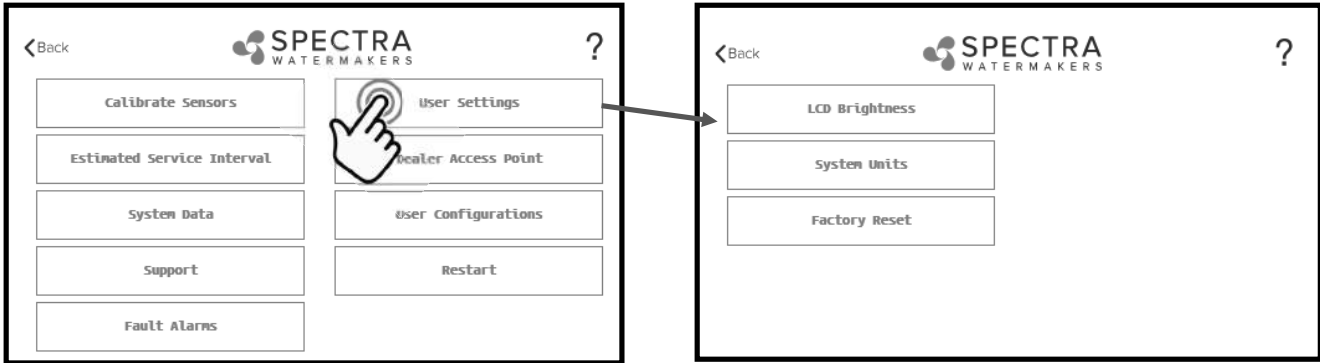 Back
SPECTRA
WATERMAKERS
?
Calibrate Sensors
User Settings
Estimated Service Interval
Dealer Access Point
System Data
User Configurations
Support
Restart
Fault Alarms
Back
SPECTRA
WATERMAKERS
?
LCD Brightness
System Units
Factory Reset